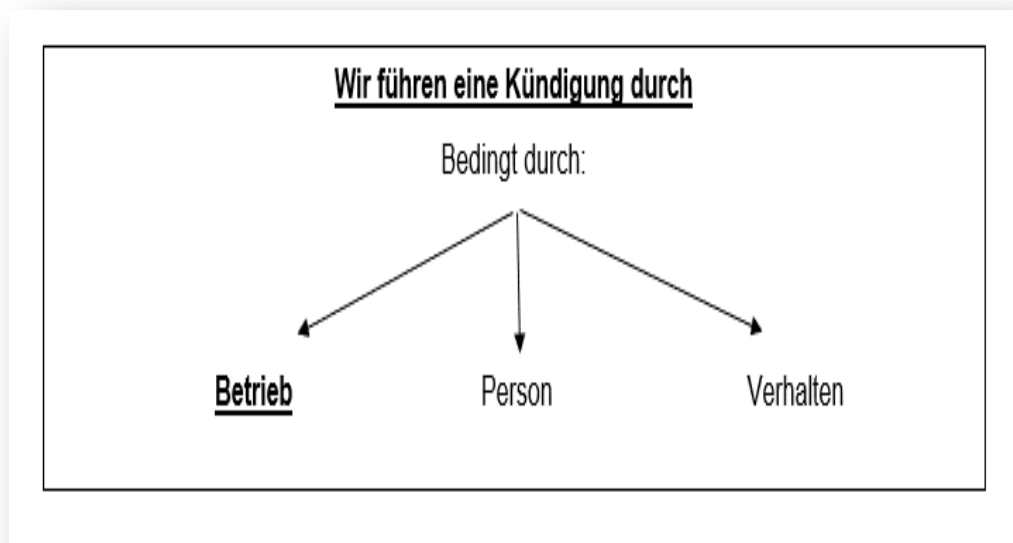 Wir führen eine Kündigung durch
Bedingt durch:
Betrieb Person Verhalten